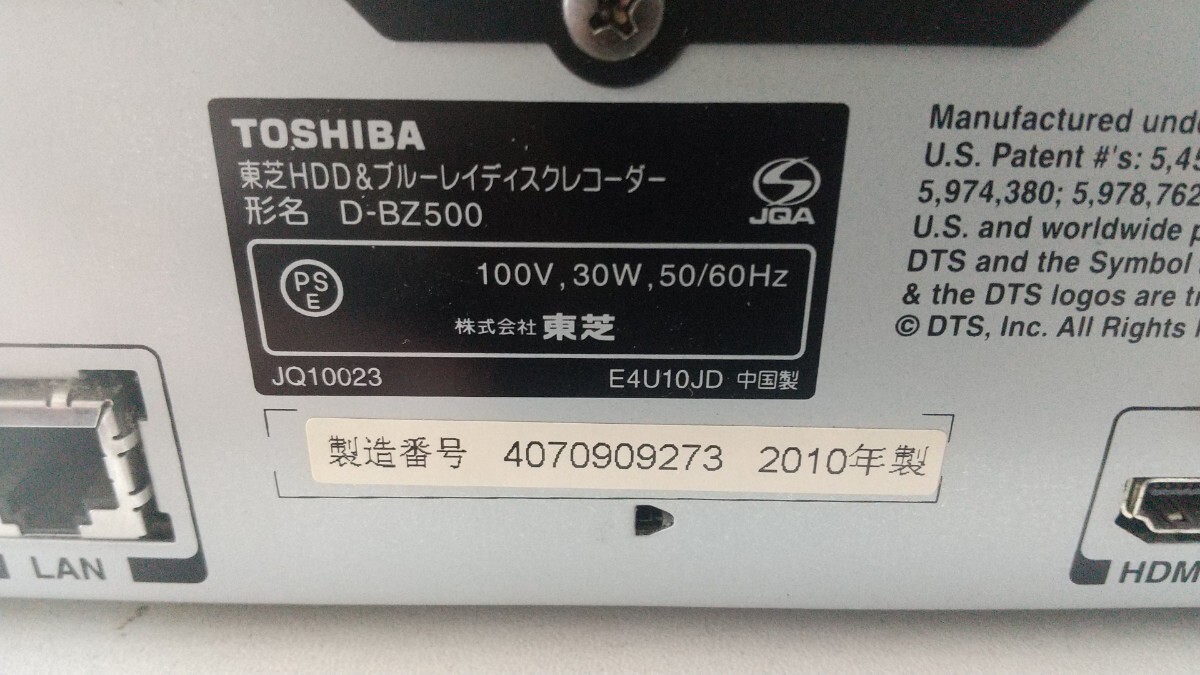 TOSHIBA
東芝HDD&ブルーレイディスクレコーダー
形名 D-BZ500
JQA
PS
E
100V,30W,50/60Hz
株式会社 東芝
JQ10023
E4U10JD 中国製
製造番号 4070909273 2010年製
Manufactured unde
U.S. Patent #'s: 5,45
5,974,380; 5,978,762
U.S. and worldwide p
DTS and the Symbol
& the DTS logos are tr
© DTS, Inc. All Rights
LAN
HDM